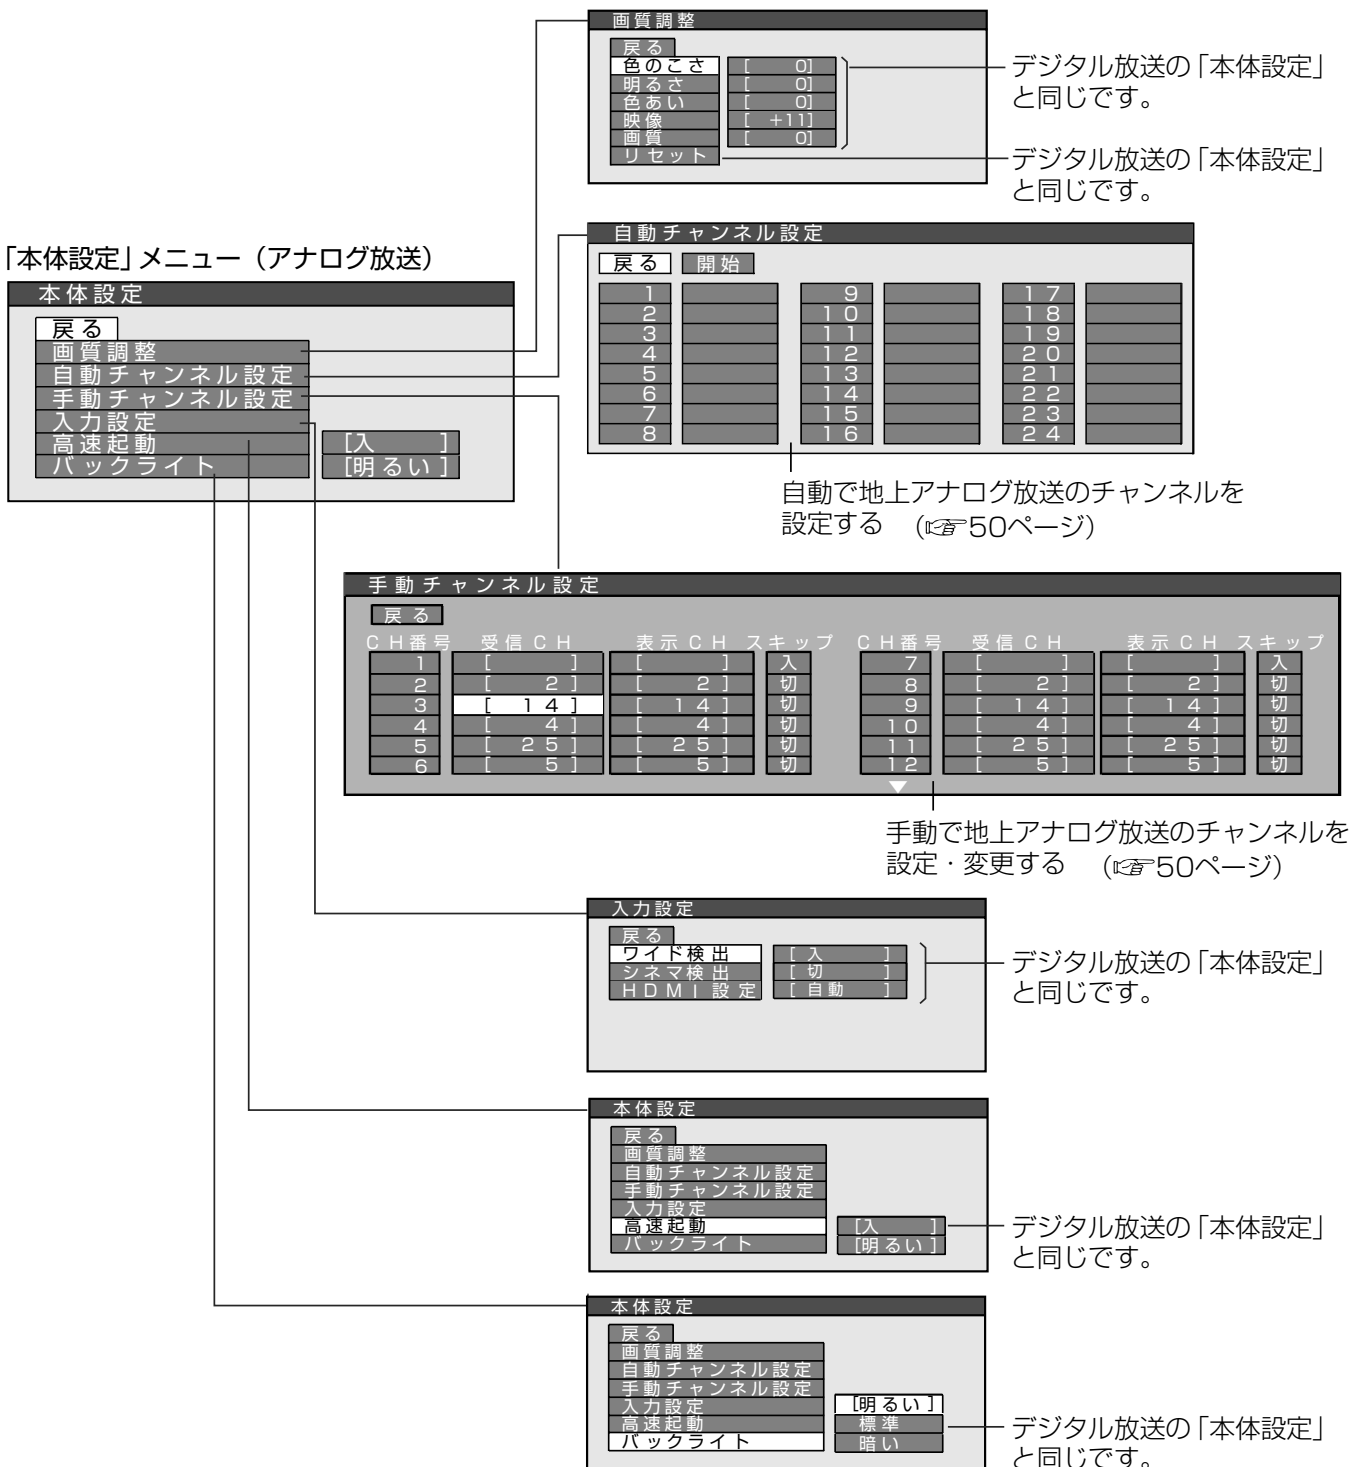 画質調整
戻る
色のこさ [ 0]
明るさ [ 0]
色あい [ 0]
映像 [ +11]
画質 [ 0]
リセット
デジタル放送の「本体設定」
と同じです。
デジタル放送の「本体設定」
と同じです。
「本体設定」メニュー（アナログ放送）
本体設定
戻る
画質調整
自動チャンネル設定
手動チャンネル設定
入力設定
高速起動 [入 ]
バックライト [明るい]
自動チャンネル設定
戻る 開始
1 9 17
2 10 18
3 11 19
4 12 20
5 13 21
6 14 22
7 15 23
8 16 24
自動で地上アナログ放送のチャンネルを
設定する （☞50ページ）
手動チャンネル設定
戻る
CH番号 受信CH 表示CH スキップ CH番号 受信CH 表示CH スキップ
1 [ ] [ ] 入 7 [ ] [ ] 入
2 [ 2] [ 2] 切 8 [ 2] [ 2] 切
3 [ 14] [ 14] 切 9 [ 14] [ 14] 切
4 [ 4] [ 4] 切 10 [ 4] [ 4] 切
5 [ 25] [ 25] 切 11 [ 25] [ 25] 切
6 [ 5] [ 5] 切 12 [ 5] [ 5] 切
手動で地上アナログ放送のチャンネルを
設定・変更する （☞50ページ）
入力設定
戻る
ワイド検出 [入 ]
シネマ検出 [切 ]
HDMI設定 [自動 ]
デジタル放送の「本体設定」
と同じです。
本体設定
戻る
画質調整
自動チャンネル設定
手動チャンネル設定
入力設定
高速起動 [入 ]
バックライト [明るい]
デジタル放送の「本体設定」
と同じです。
本体設定
戻る
画質調整
自動チャンネル設定
手動チャンネル設定
入力設定 [明るい]
高速起動 標準
バックライト 暗い
デジタル放送の「本体設定」
と同じです。